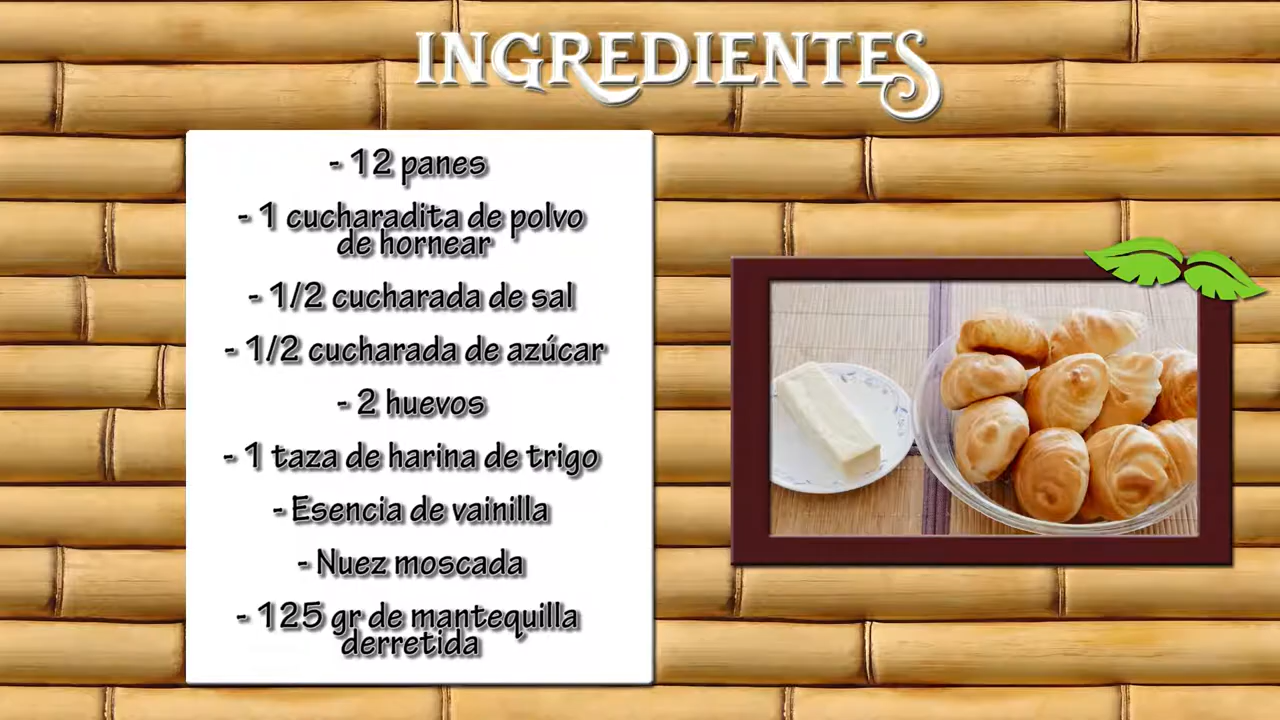 INGREDIENTES
- 12 panes
- 1 cucharadita de polvo
de hornear
- 1/2 cucharada de sal
- 1/2 cucharada de azúcar
- 2 huevos
- 1 taza de harina de trigo
- Esencia de vainilla
- Nuez moscada
- 125 gr de mantequilla
derretida